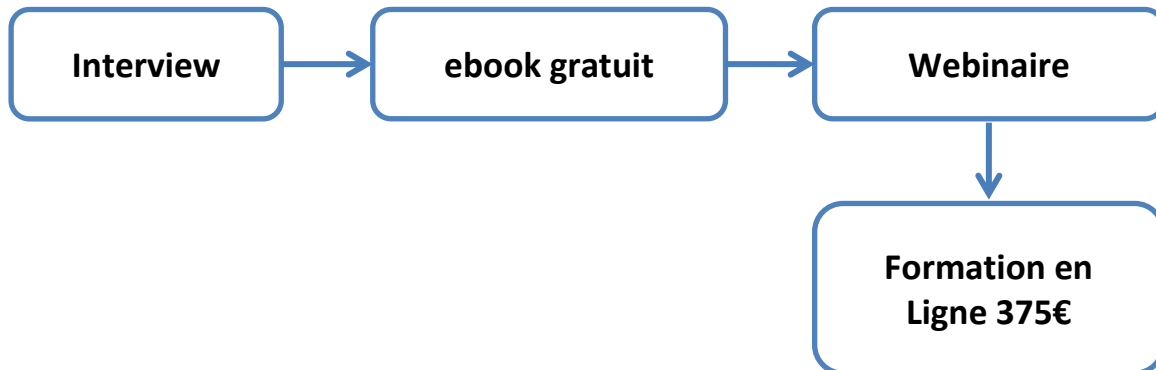 Interview
ebook gratuit
Webinaire
Formation en
Ligne 375€